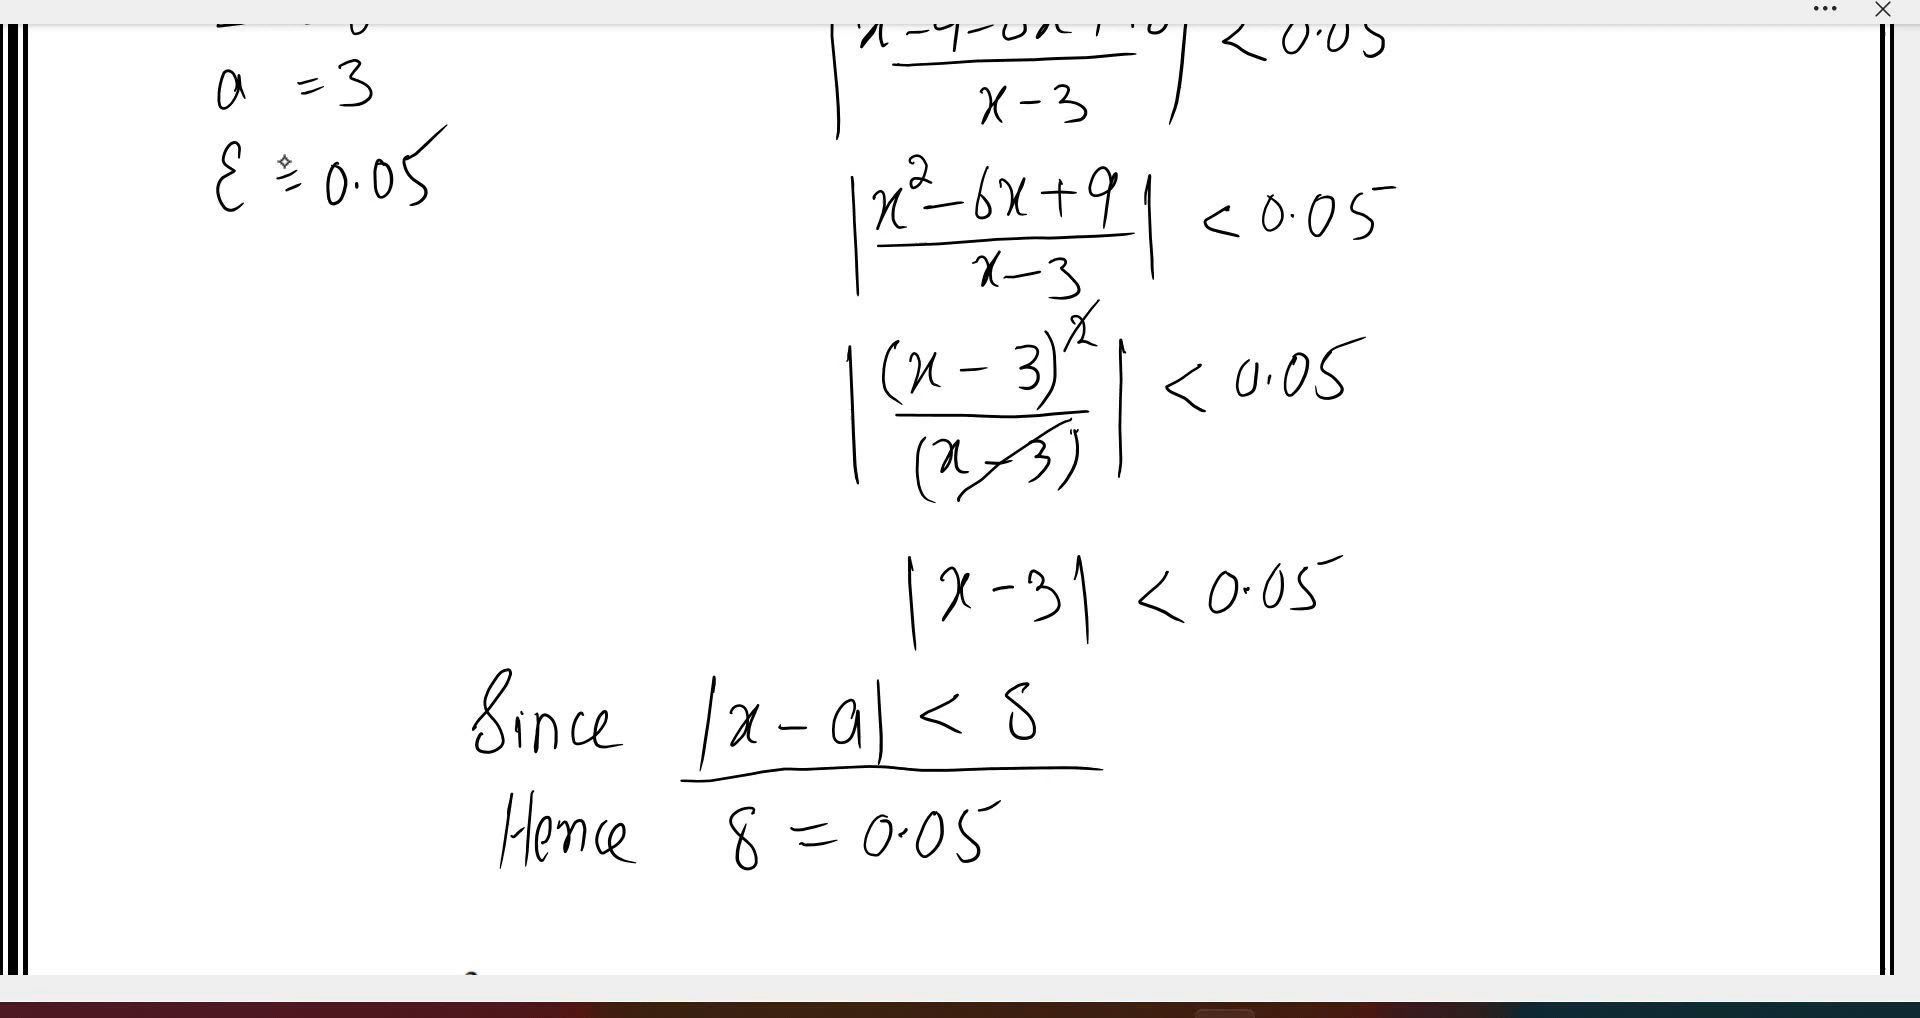 a = 3
ε = 0.05
x - 3
|x² - 6x + 9 / x - 3| < 0.05
|(x - 3)² / (x - 3)| < 0.05
|x - 3| < 0.05
Since |x - a| < δ
Hence δ = 0.05